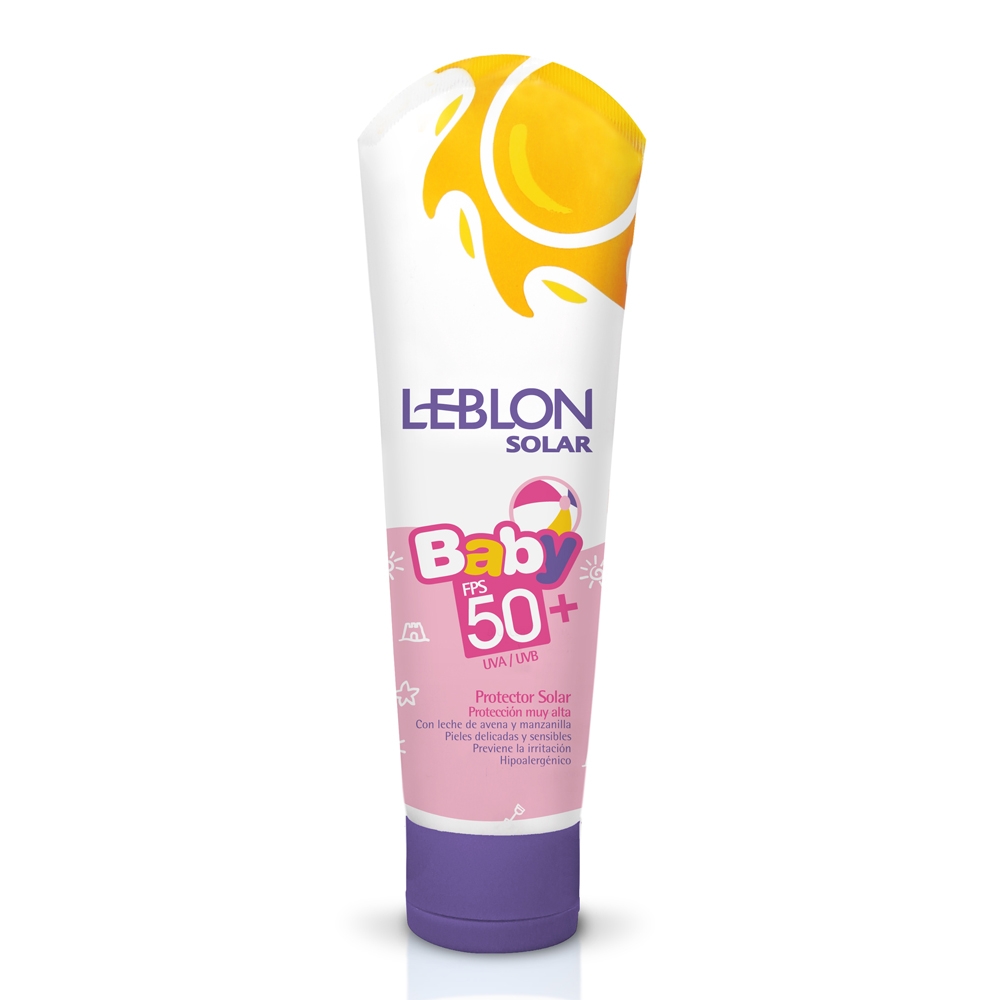 LEBLON
SOLAR
Baby
FPS
50+
UVA / UVB
Protector Solar
Protección muy alta
Con leche de avena y manzanilla
Pieles delicadas y sensibles
Previene la irritación
Hipoalergénico